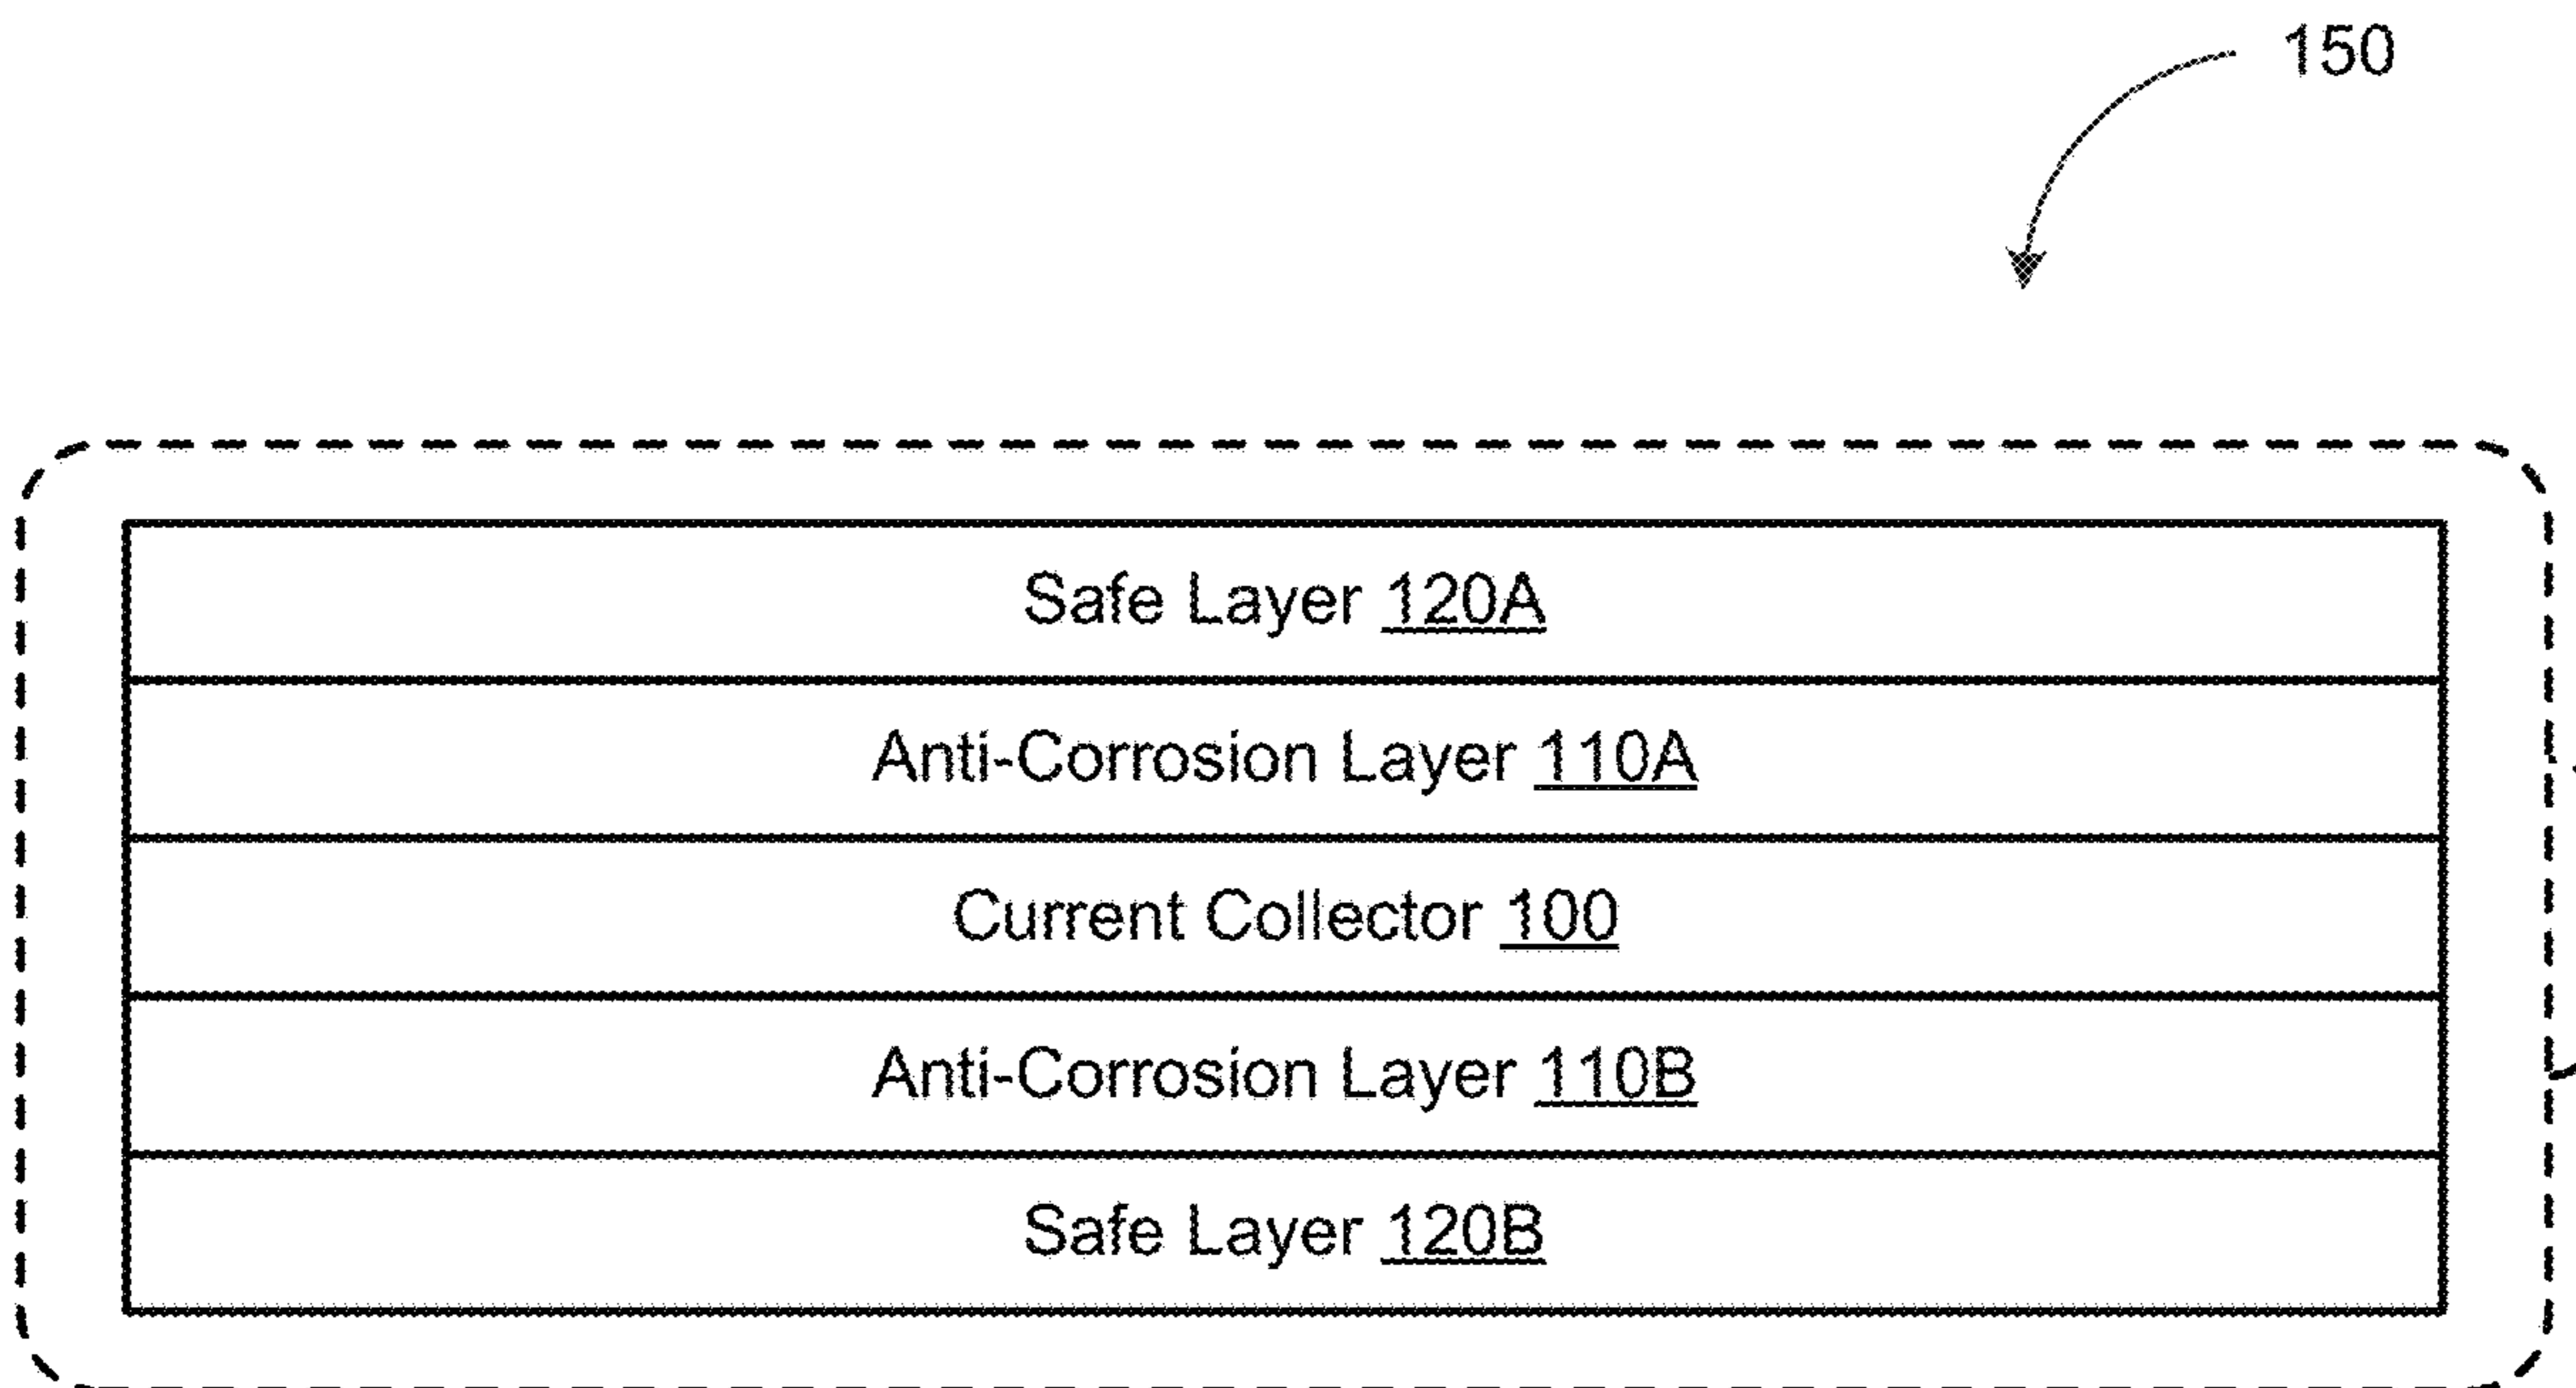 150
Safe Layer 120A
Anti-Corrosion Layer 110A
Current Collector 100
Anti-Corrosion Layer 110B
Safe Layer 120B